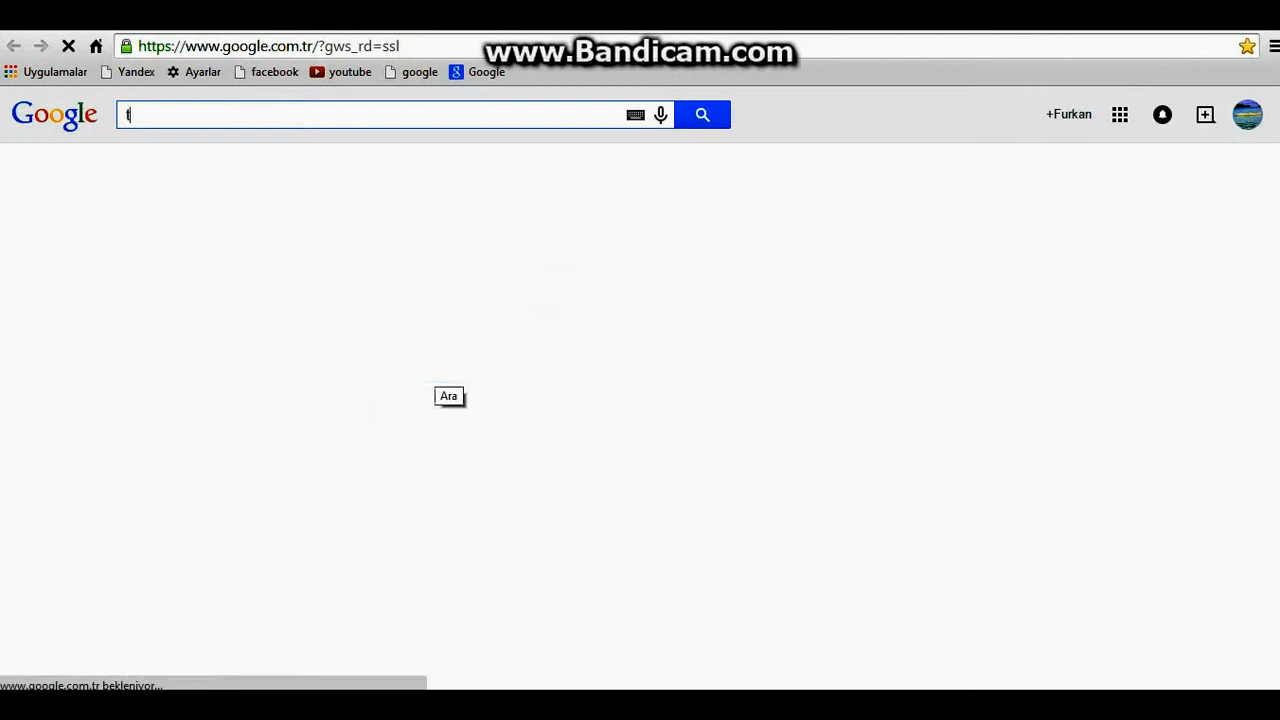 https://www.google.com.tr/?gws_rd=ssl
www.Bandicam.com
Uygulamalar Yandex Ayarlar facebook youtube google Google
Google t +Furkan
Ara
www.google.com.tr bekleniyor...